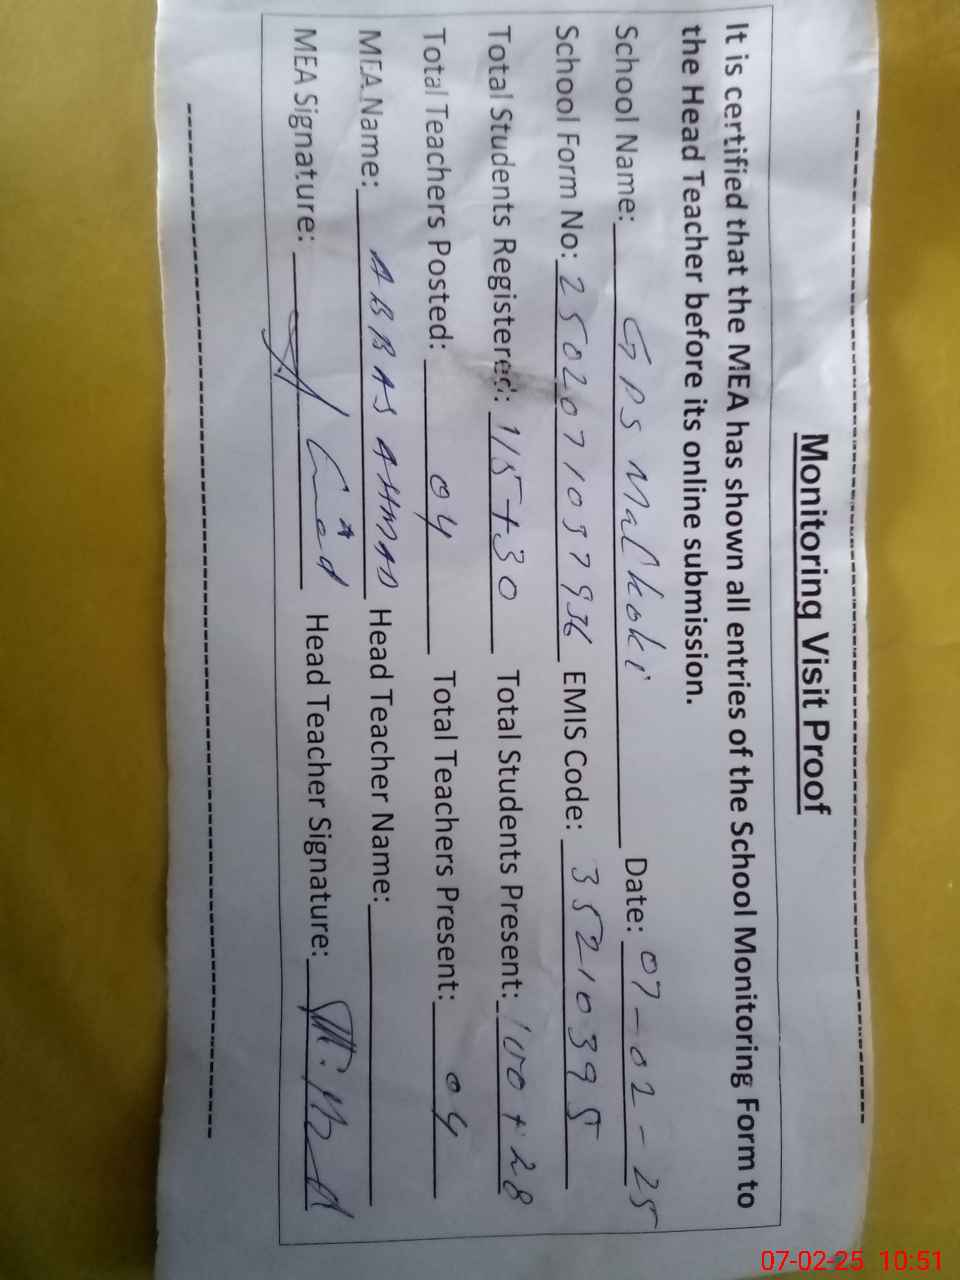 Monitoring Visit Proof
It is certified that the MEA has shown all entries of the School Monitoring Form to
the Head Teacher before its online submission.
School Name: GPS Malkoki Date: 07-02-25
School Form No: 2502071037936 EMIS Code: 35210395
Total Students Registered: 115+30 Total Students Present: 100+28
Total Teachers Posted: 04 Total Teachers Present: 04
MEA Name: ABBAS AHMAD Head Teacher Name:
MEA Signature: Head Teacher Signature:
07-02-25 10:51